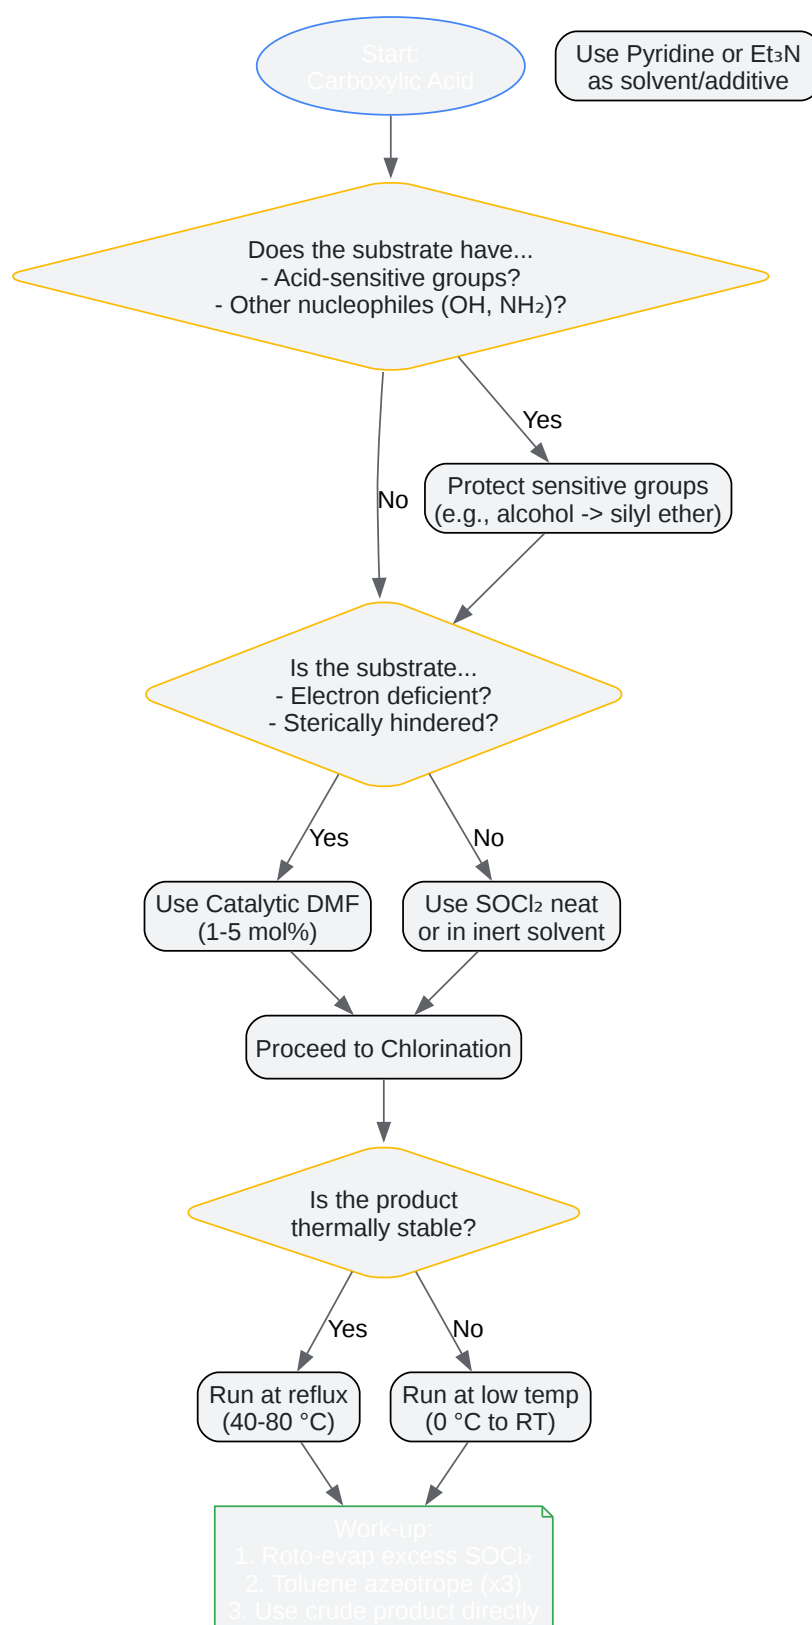 Start:
Carboxylic Acid
Use Pyridine or Et₃N
as solvent/additive
Does the substrate have...
- Acid-sensitive groups?
- Other nucleophiles (OH, NH₂)?
Yes
No
Protect sensitive groups
(e.g., alcohol -> silyl ether)
Is the substrate...
- Electron deficient?
- Sterically hindered?
Yes
No
Use Catalytic DMF
(1-5 mol%)
Use SOCl₂ neat
or in inert solvent
Proceed to Chlorination
Is the product
thermally stable?
Yes
No
Run at reflux
(40-80 °C)
Run at low temp
(0 °C to RT)
Work-up:
1. Roto-evap excess SOCl₂
2. Toluene azeotrope (x3)
3. Use crude product directly